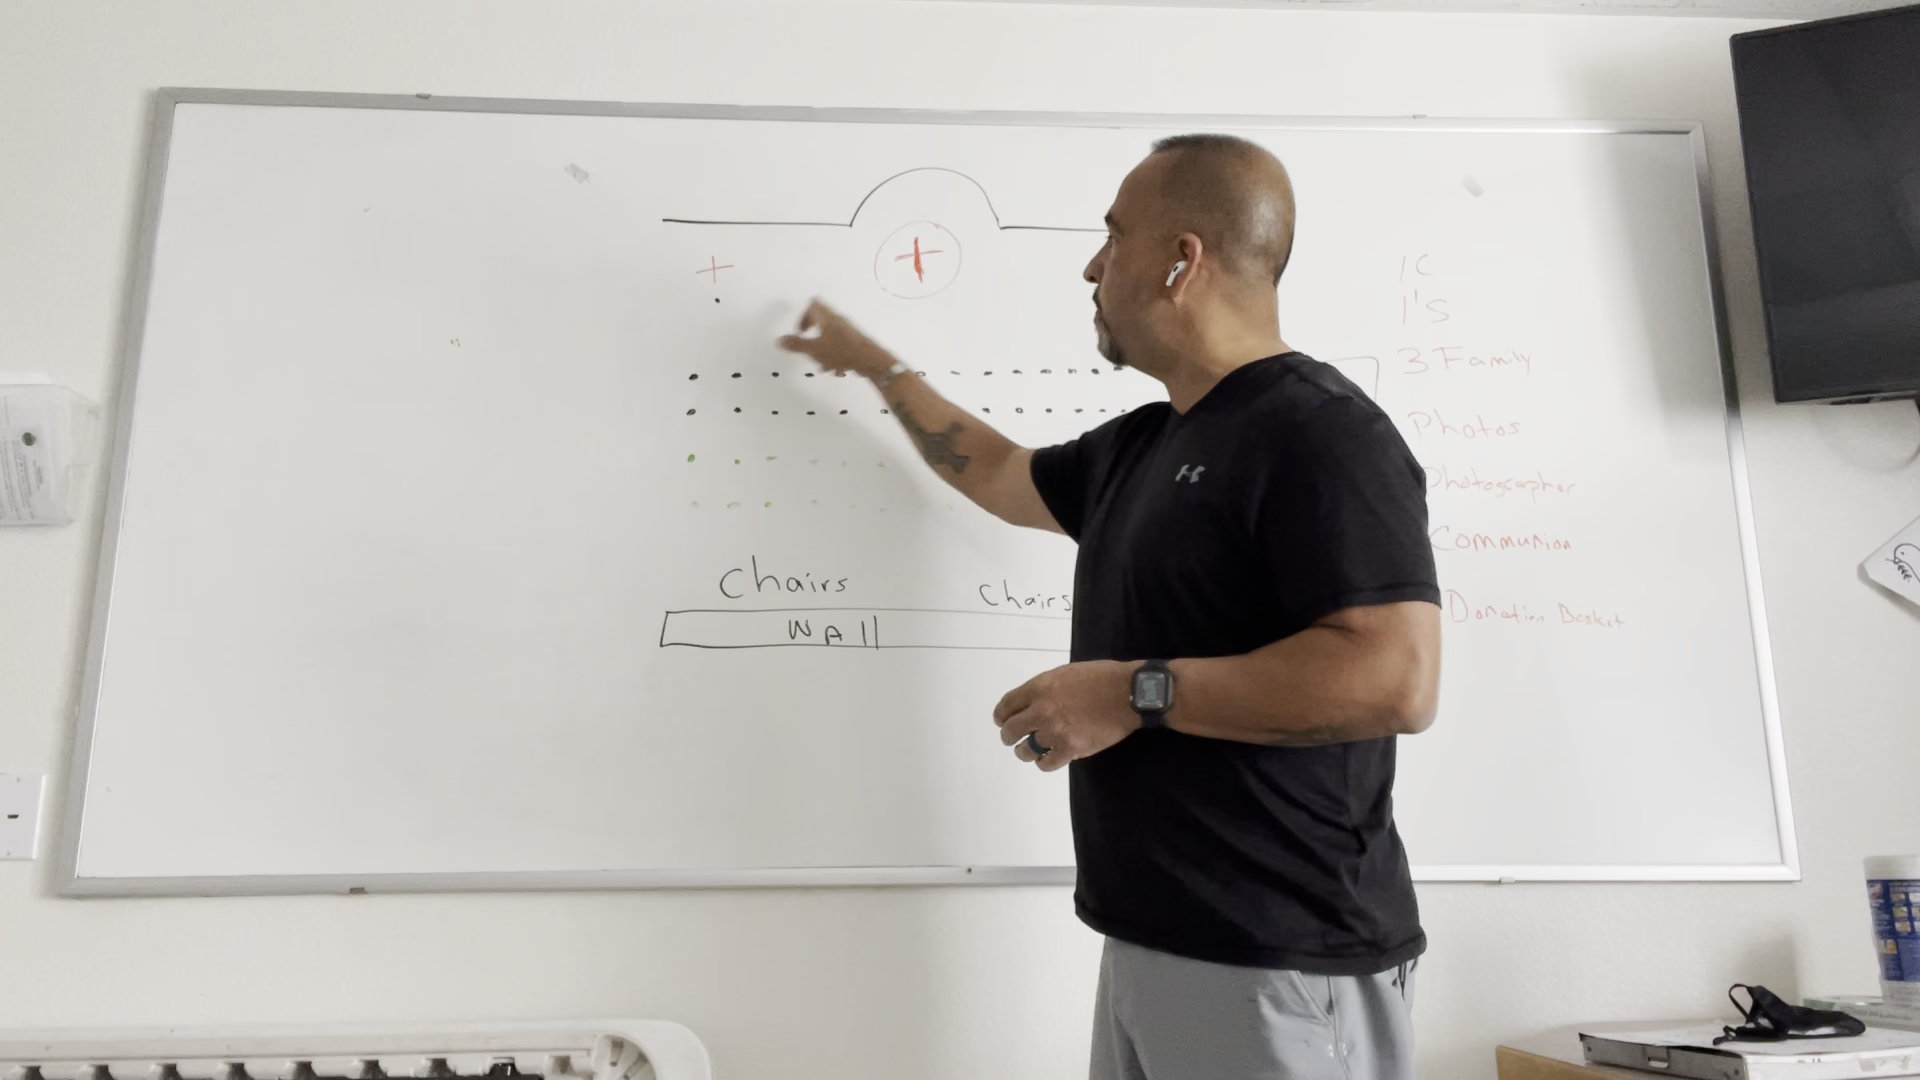 1C
1'S
3 Family
Photos
Photographer
Communion
Donation Basket
Chairs
Chairs
WAll